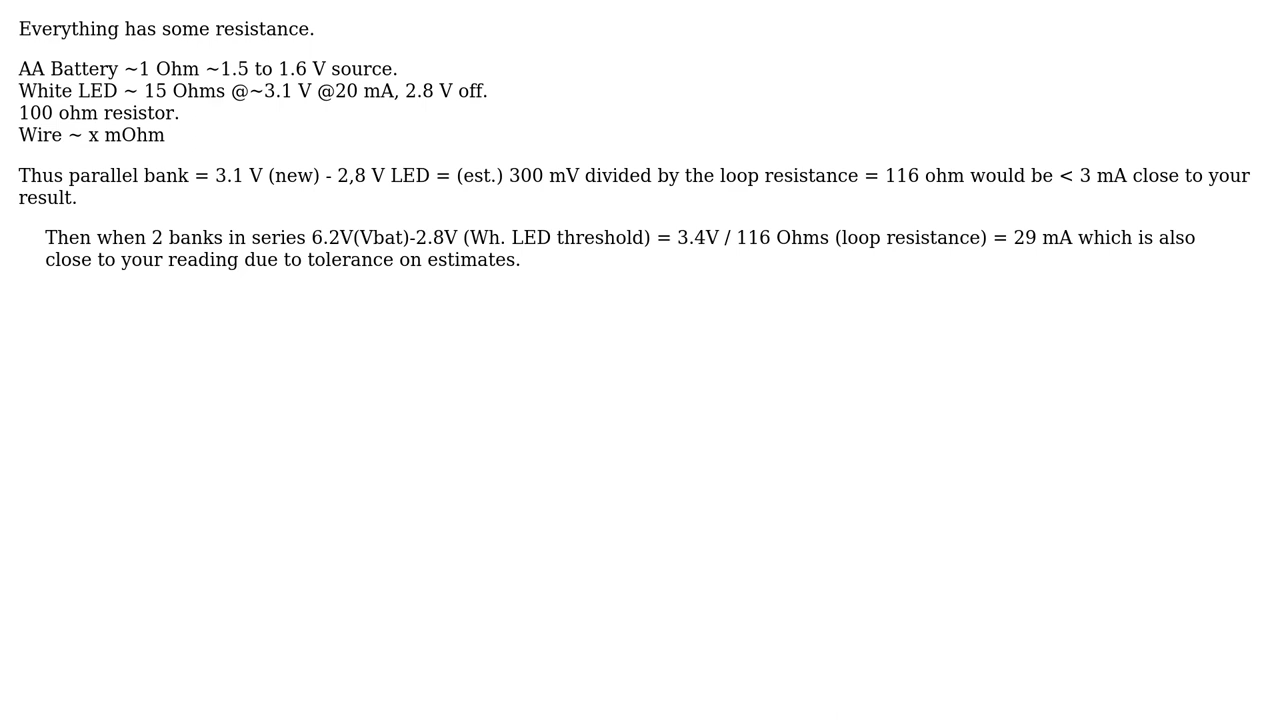 Everything has some resistance.
AA Battery ~1 Ohm ~1.5 to 1.6 V source.
White LED ~ 15 Ohms @~3.1 V @20 mA, 2.8 V off.
100 ohm resistor.
Wire ~ x mOhm
Thus parallel bank = 3.1 V (new) - 2,8 V LED = (est.) 300 mV divided by the loop resistance = 116 ohm would be < 3 mA close to your
result.
Then when 2 banks in series 6.2V(Vbat)-2.8V (Wh. LED threshold) = 3.4V / 116 Ohms (loop resistance) = 29 mA which is also
close to your reading due to tolerance on estimates.